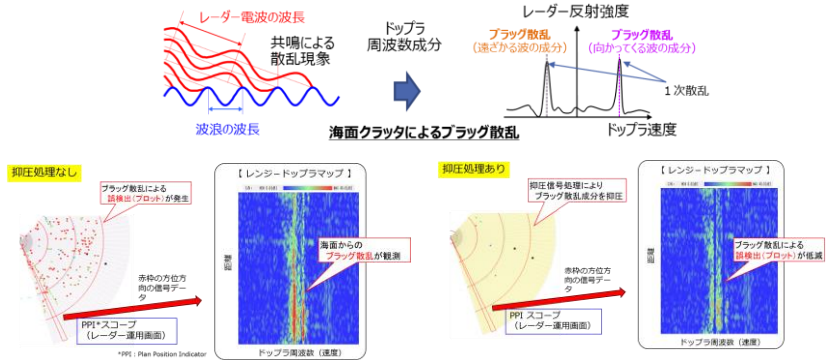 レーダー電波の波長
共鳴による
散乱現象
波浪の波長
ドップラ
周波数成分
レーダー反射強度
ブラッグ散乱
(遠ざかる波の成分)
ブラッグ散乱
(向かってくる波の成分)
1次散乱
ドップラ速度
海面クラッタによるブラッグ散乱
抑圧処理なし
ブラッグ散乱による
誤検出(プロット)が発生
赤枠の方位方
向の信号デー
タ
PPI*スコープ
(レーダー運用画面)
*PPI:Plan Position Indicator
【 レンジードップラマップ 】
距離
海面からの
ブラッグ散乱が観測
ドップラ周波数(速度)
抑圧処理あり
抑圧信号処理により
ブラッグ散乱成分を抑圧
赤枠の方位方
向の信号デー
タ
PPI スコープ
(レーダー運用画面)
【 レンジードップラマップ 】
距離
ブラッグ散乱による
誤検出(プロット)が低減
ドップラ周波数(速度)